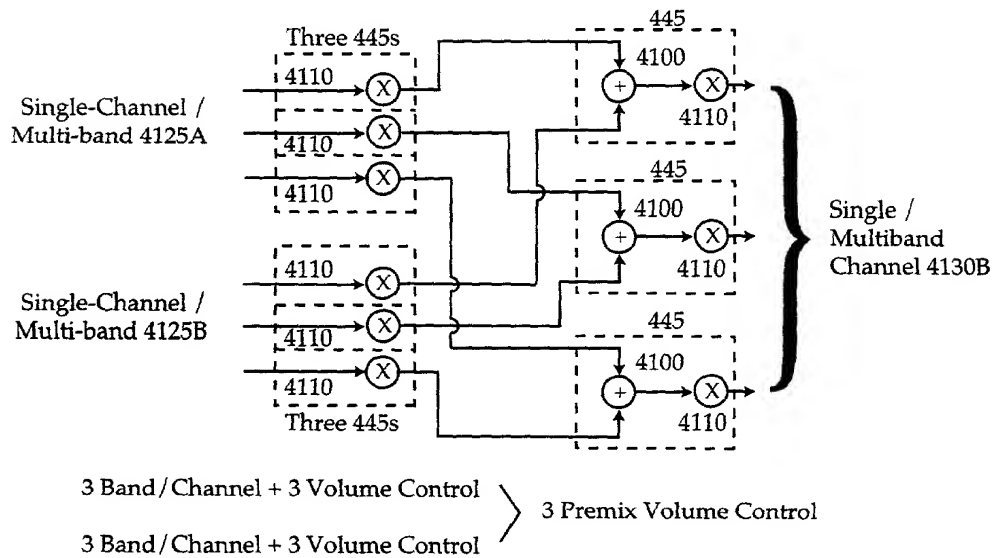 Three 445s
4110
Single-Channel /
Multi-band 4125A
4110
4110
4110
Single-Channel /
Multi-band 4125B
4110
4110
Three 445s
445
4100
4110
445
4100
4110
445
4100
4110
Single /
Multiband
Channel 4130B
3 Band/Channel + 3 Volume Control
3 Band/Channel + 3 Volume Control
3 Premix Volume Control
X
X
X
X
X
X
+
X
+
X
+
X